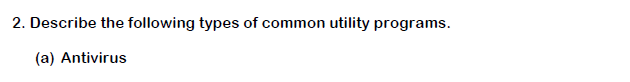 2. Describe the following types of common utility programs.
(a) Antivirus